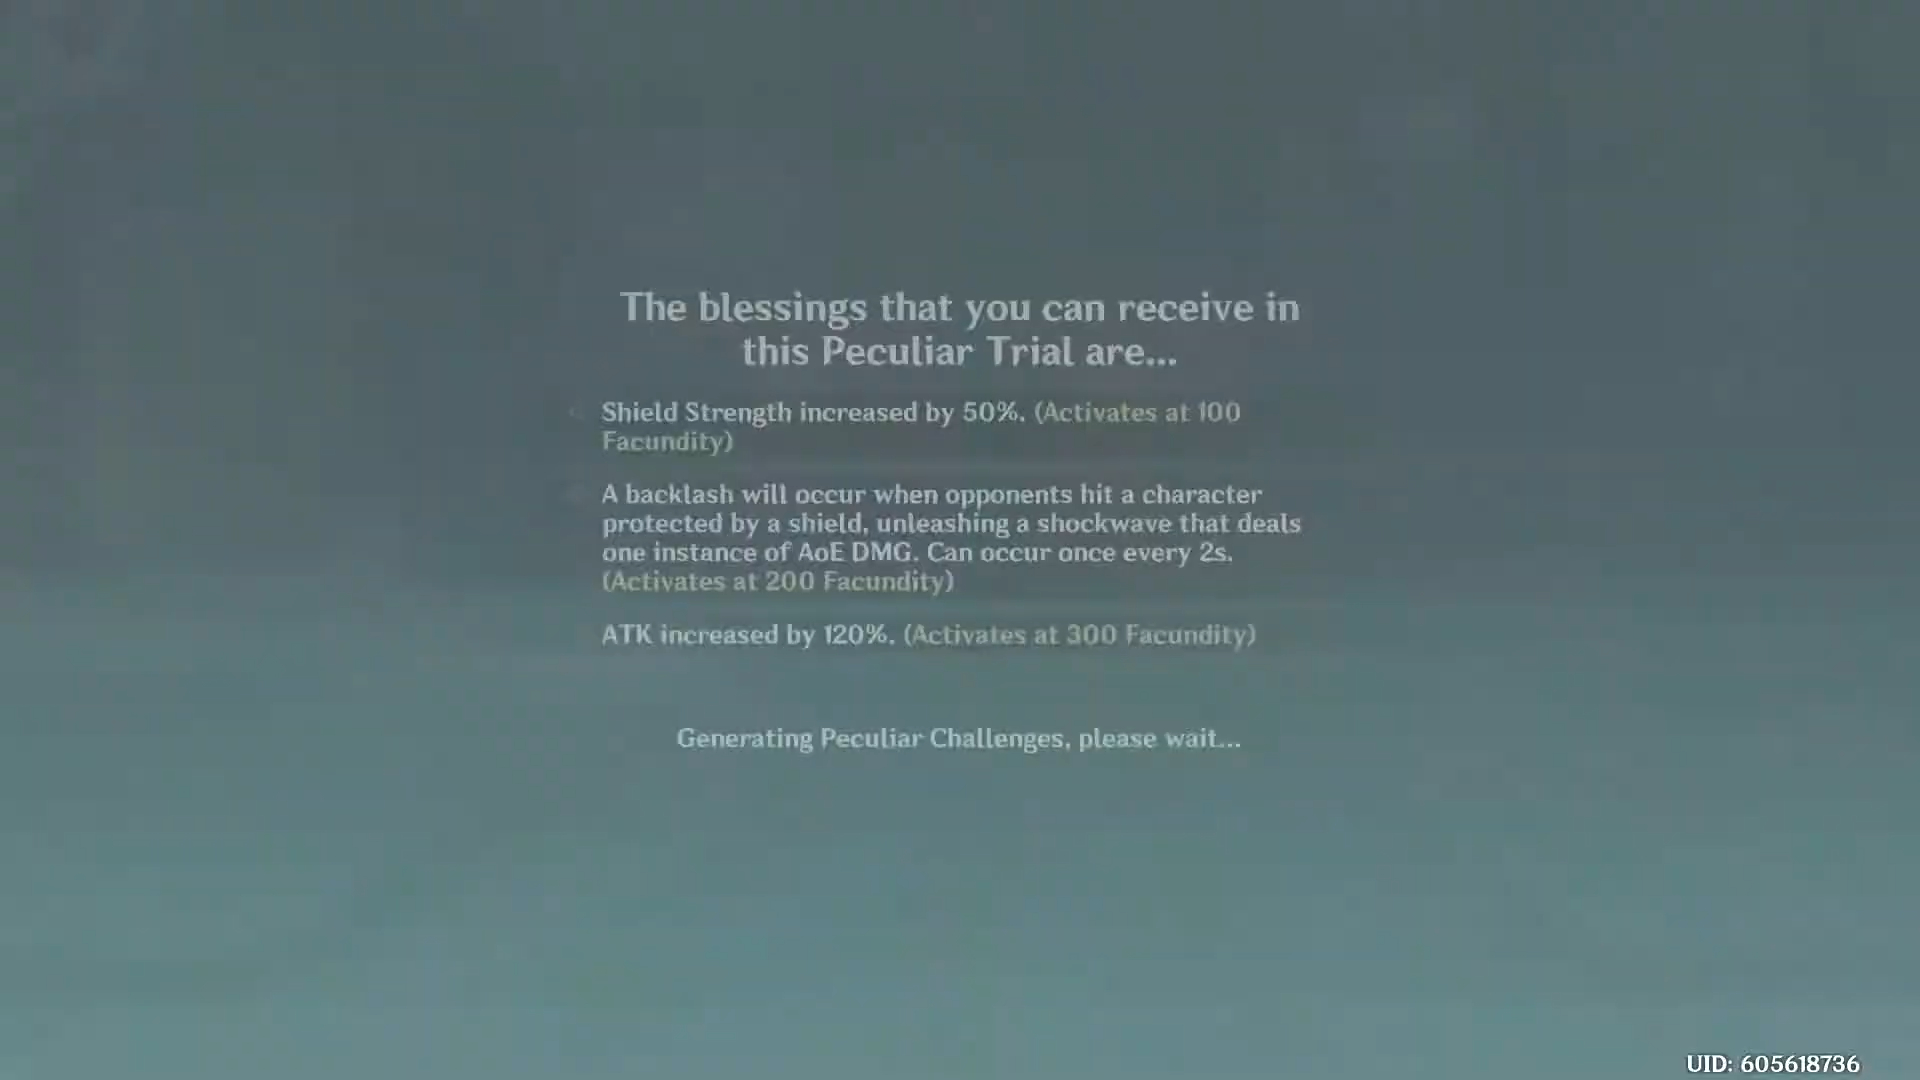 The blessings that you can receive in
this Peculiar Trial are...
Shield Strength increased by 50%. (Activates at 100
Facundity)
A backlash will occur when opponents hit a character
protected by a shield, unleashing a shockwave that deals
one instance of AoE DMG. Can occur once every 2s.
(Activates at 200 Facundity)
ATK increased by 120%. (Activates at 300 Facundity)
Generating Peculiar Challenges, please wait...
UID: 605618736